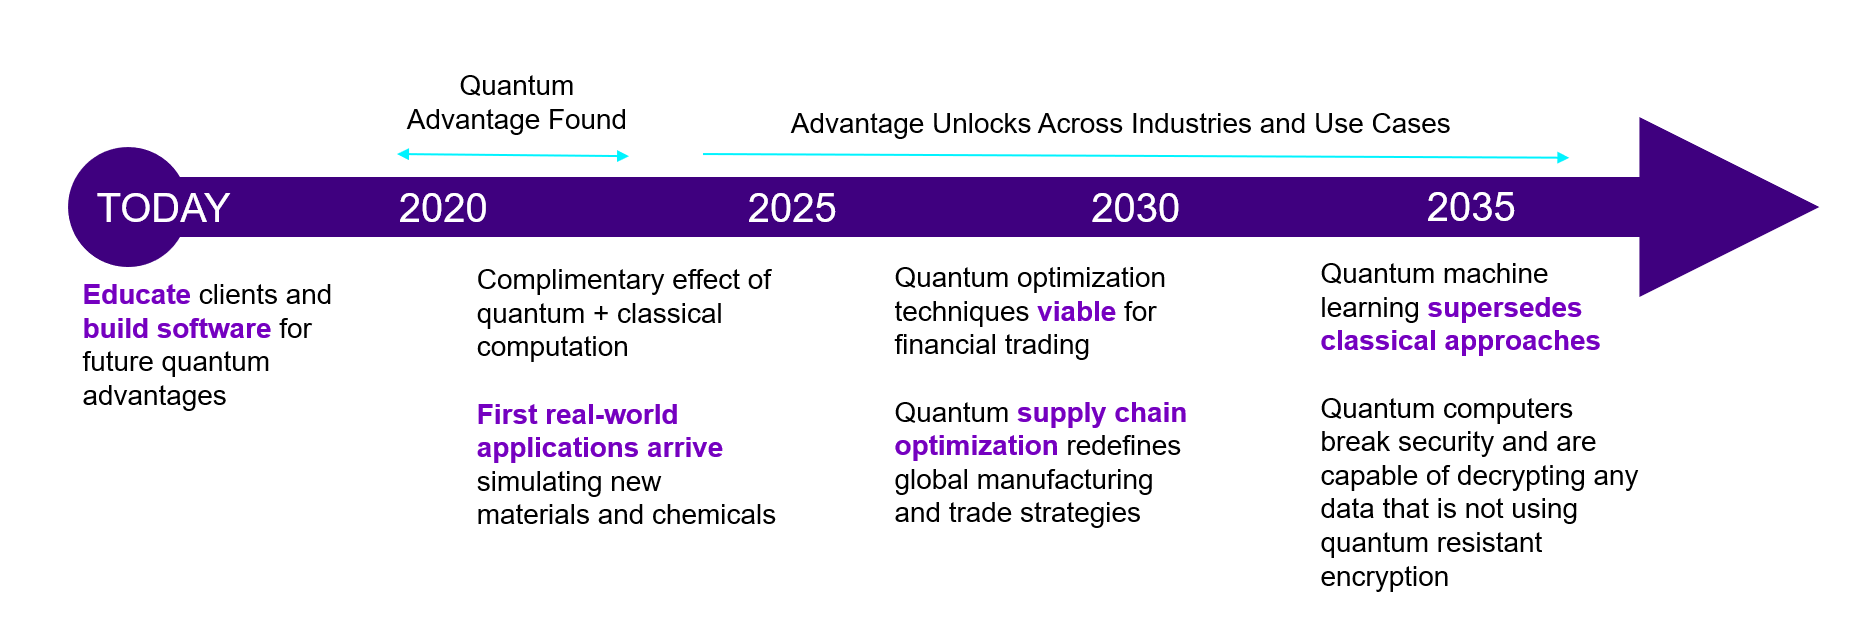 Quantum
Advantage Found
Advantage Unlocks Across Industries and Use Cases
TODAY
2020
2025
2030
2035
Educate clients and
build software for
future quantum
advantages
Complimentary effect of
quantum + classical
computation
First real-world
applications arrive
simulating new
materials and chemicals
Quantum optimization
techniques viable for
financial trading
Quantum supply chain
optimization redefines
global manufacturing
and trade strategies
Quantum machine
learning supersedes
classical approaches
Quantum computers
break security and are
capable of decrypting any
data that is not using
quantum resistant
encryption